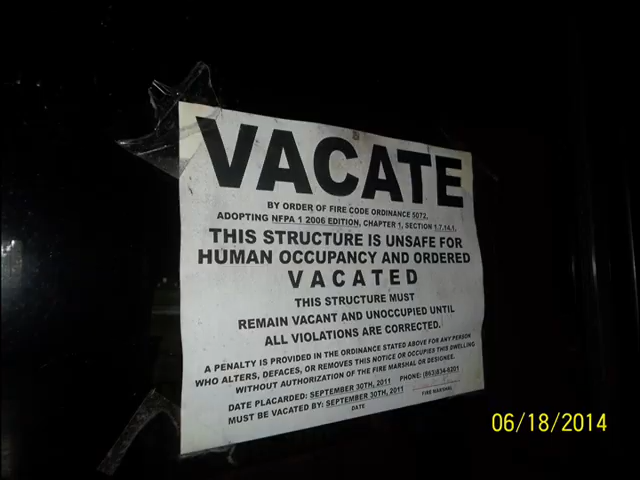 VACATE
BY ORDER OF FIRE CODE ORDINANCE 5072,
ADOPTING NFPA 1 2006 EDITION, CHAPTER 1, SECTION 1.7.14.1.
THIS STRUCTURE IS UNSAFE FOR
HUMAN OCCUPANCY AND ORDERED
VACATED
THIS STRUCTURE MUST
REMAIN VACANT AND UNOCCUPIED UNTIL
ALL VIOLATIONS ARE CORRECTED.
A PENALTY IS PROVIDED IN THE ORDINANCE STATED ABOVE FOR ANY PERSON
WHO ALTERS, DEFACES, OR REMOVES THIS NOTICE OR OCCUPIES THIS DWELLING
WITHOUT AUTHORIZATION OF THE FIRE MARSHAL OR DESIGNEE.
DATE PLACARDED: SEPTEMBER 30TH, 2011 PHONE: (863)834-8201
MUST BE VACATED BY: SEPTEMBER 30TH, 2011 FIRE MARSHAL
DATE
06/18/2014